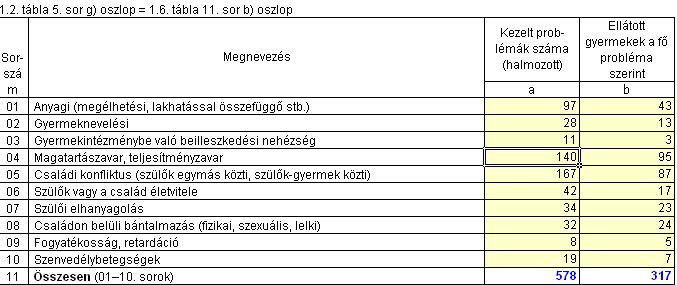 1.2. tábla 5. sor g) oszlop = 1.6. tábla 11. sor b) oszlop
Sor-
szá
m
Megnevezés
Kezelt prob-
lémák száma
(halmozott)
Ellátott
gyermekek a fő
probléma
szerint
a
b
01 Anyagi (megélhetési, lakhatással összefüggő stb.) 97 43
02 Gyermeknevelési 28 13
03 Gyermekintézménybe való beilleszkedési nehézség 11 3
04 Magatartászavar, teljesítményzavar 140 95
05 Családi konfliktus (szülők egymás közti, szülők-gyermek közti) 167 87
06 Szülők vagy a család életvitele 42 17
07 Szülői elhanyagolás 34 23
08 Családon belüli bántalmazás (fizikai, szexuális, lelki) 32 24
09 Fogyatékosság, retardáció 8 5
10 Szenvedélybetegségek 19 7
11 Összesen (01–10. sorok) 578 317